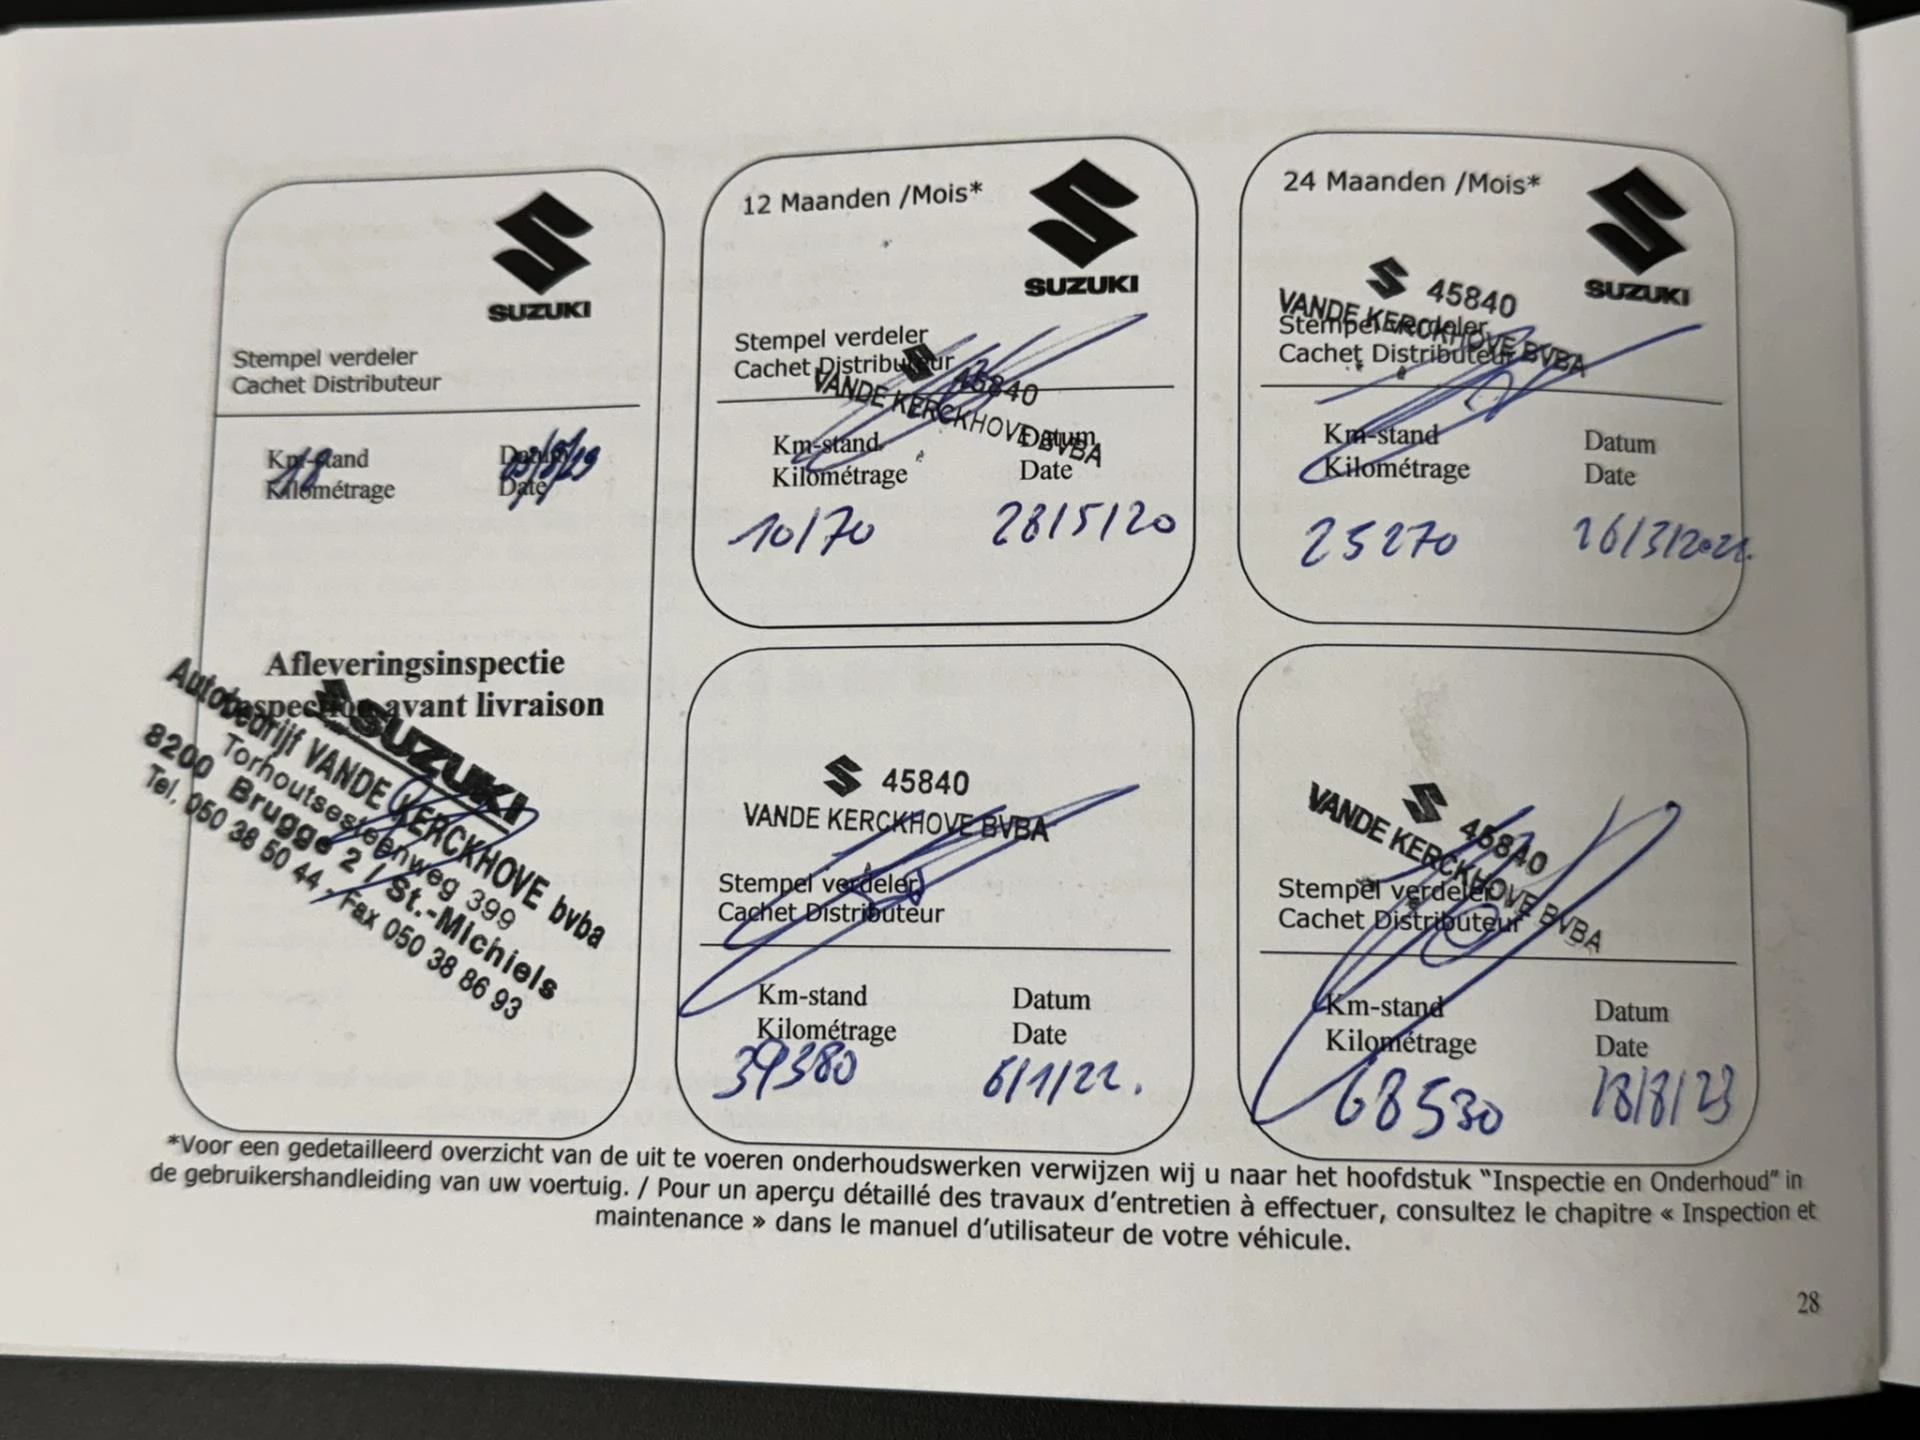 SUZUKI
Stempel verdeler
Cachet Distributeur
Km-stand Datum
Kilométrage Date
18
Afleveringsinspectie
Inspection avant livraison
SUZUKI
Autobedrijf VANDE KERCKHOVE bvba
Torhoutsesteenweg 399
8200 Brugge 2 / St.-Michiels
Tel. 050 38 50 44 - Fax 050 38 86 93
12 Maanden /Mois*
SUZUKI
Stempel verdeler
Cachet Distributeur
45840
VANDE KERCKHOVE BVBA
Km-stand Datum
Kilométrage Date
10170 28/5/20
24 Maanden /Mois*
SUZUKI
45840
VANDE KERCKHOVE BVBA
Stempel verdeler
Cachet Distributeur
Km-stand Datum
Kilométrage Date
25270
45840
VANDE KERCKHOVE BVBA
Stempel verdeler
Cachet Distributeur
Km-stand Datum
Kilométrage Date
39380 6/1/22.
45840
VANDE KERCKHOVE BVBA
Stempel verdeler
Cachet Distributeur
Km-stand Datum
Kilométrage Date
68530 18/8/23
*Voor een gedetailleerd overzicht van de uit te voeren onderhoudswerken verwijzen wij u naar het hoofdstuk “Inspectie en Onderhoud” in
de gebruikershandleiding van uw voertuig. / Pour un aperçu détaillé des travaux d’entretien à effectuer, consultez le chapitre « Inspection et
maintenance » dans le manuel d’utilisateur de votre véhicule.
28